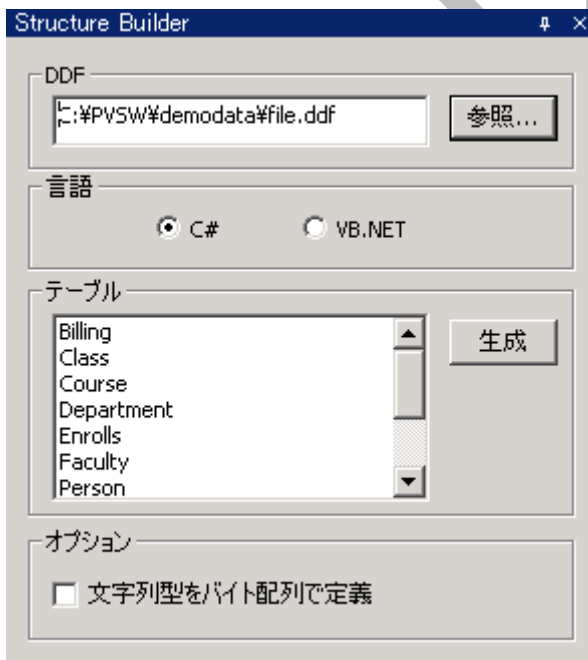 Structure Builder
DDF
C:¥PVSW¥demodata¥file.ddf
参照...
言語
C#
VB.NET
テーブル
Billing
Class
Course
Department
Enrolls
Faculty
Person
生成
オプション
文字列型をバイト配列で定義